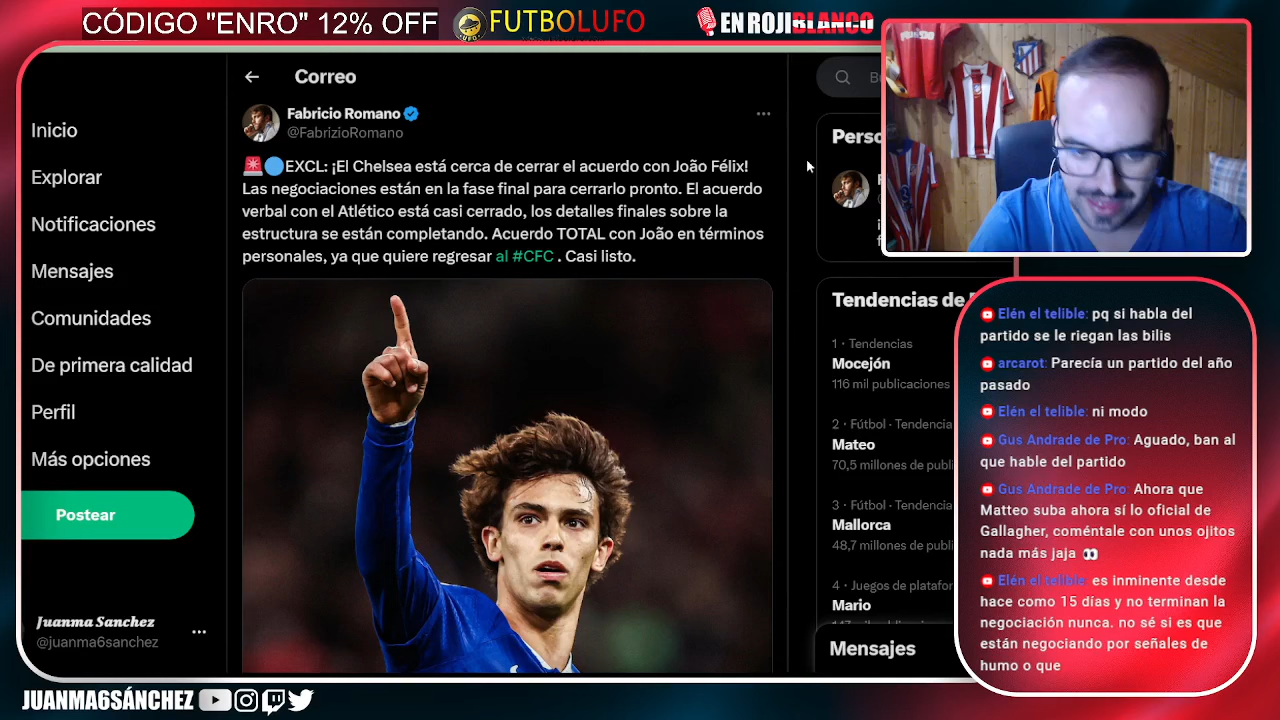 CÓDIGO "ENRO" 12% OFF
FUTBOLUFO
EN ROJIBLANCO
Correo
Fabricio Romano
@FabrizioRomano
🚨🔵EXCL: ¡El Chelsea está cerca de cerrar el acuerdo con João Félix!
Las negociaciones están en la fase final para cerrarlo pronto. El acuerdo
verbal con el Atlético está casi cerrado, los detalles finales sobre la
estructura se están completando. Acuerdo TOTAL con João en términos
personales, ya que quiere regresar al #CFC . Casi listo.
Inicio
Explorar
Notificaciones
Mensajes
Comunidades
De primera calidad
Perfil
Más opciones
Postear
Juanma Sanchez
@juanma6sanchez
Bu
Perso
Tendencias de
1 · Tendencias
Mocejón
116 mil publicaciones
2 · Fútbol · Tendencia
Mateo
70,5 millones de publi
3 · Fútbol · Tendencia
Mallorca
48,7 millones de publi
4 · Juegos de platafor
Mario
Mensajes
Elén el telible: pq si habla del
partido se le riegan las bilis
arcarot: Parecía un partido del año
pasado
Elén el telible: ni modo
Gus Andrade de Pro: Aguado, ban al
que hable del partido
Gus Andrade de Pro: Ahora que
Matteo suba ahora sí lo oficial de
Gallagher, coméntale con unos ojitos
nada más jaja 👀
Elén el telible: es inminente desde
hace como 15 días y no terminan la
negociación nunca. no sé si es que
están negociando por señales de
humo o que
JUANMA6SÁNCHEZ